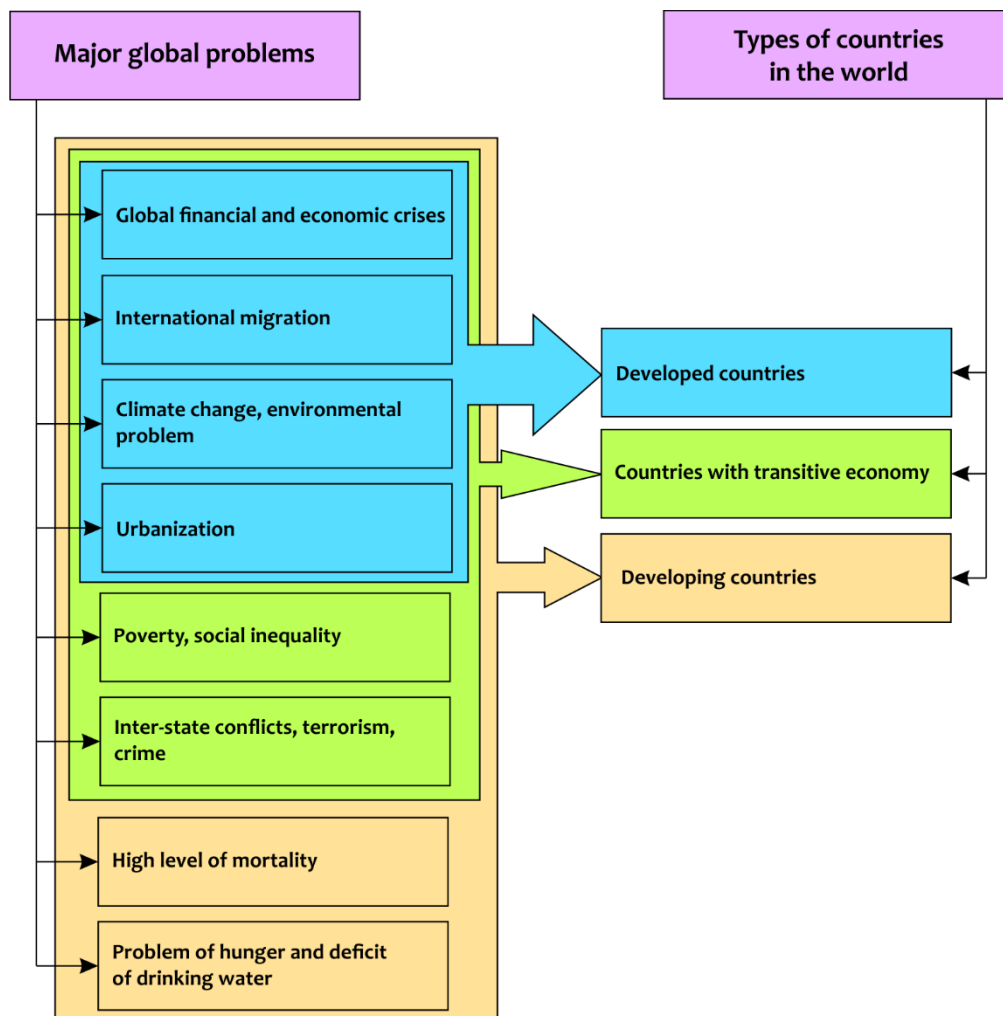 Major global problems
Types of countries
in the world
Global financial and economic crises
International migration
Climate change, environmental
problem
Urbanization
Poverty, social inequality
Inter-state conflicts, terrorism,
crime
High level of mortality
Problem of hunger and deficit
of drinking water
Developed countries
Countries with transitive economy
Developing countries